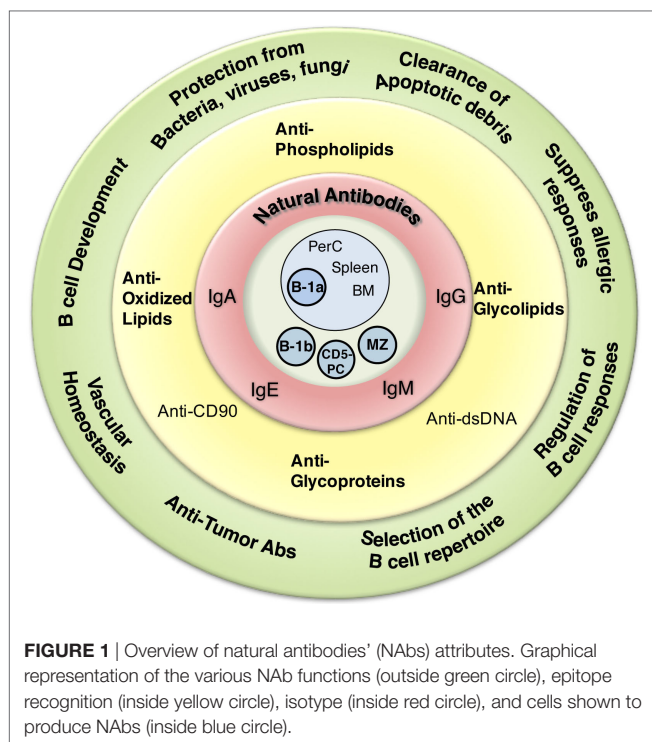 Protection from
Bacteria, viruses, fungi
Clearance of
Apoptotic debris
Suppress allergic
responses
Regulation of
B cell responses
Selection of the
B cell repertoire
Anti-Tumor Abs
Vascular
Homeostasis
B cell Development
Anti-
Phospholipids
Anti-
Glycolipids
Anti-dsDNA
Anti-
Glycoproteins
Anti-CD90
Anti-
Oxidized
Lipids
Natural Antibodies
IgA
IgG
IgE
IgM
PerC
Spleen
B-1a
BM
B-1b
CD5-
PC
MZ
FIGURE 1 | Overview of natural antibodies’ (NAbs) attributes. Graphical
representation of the various NAb functions (outside green circle), epitope
recognition (inside yellow circle), isotype (inside red circle), and cells shown to
produce NAbs (inside blue circle).